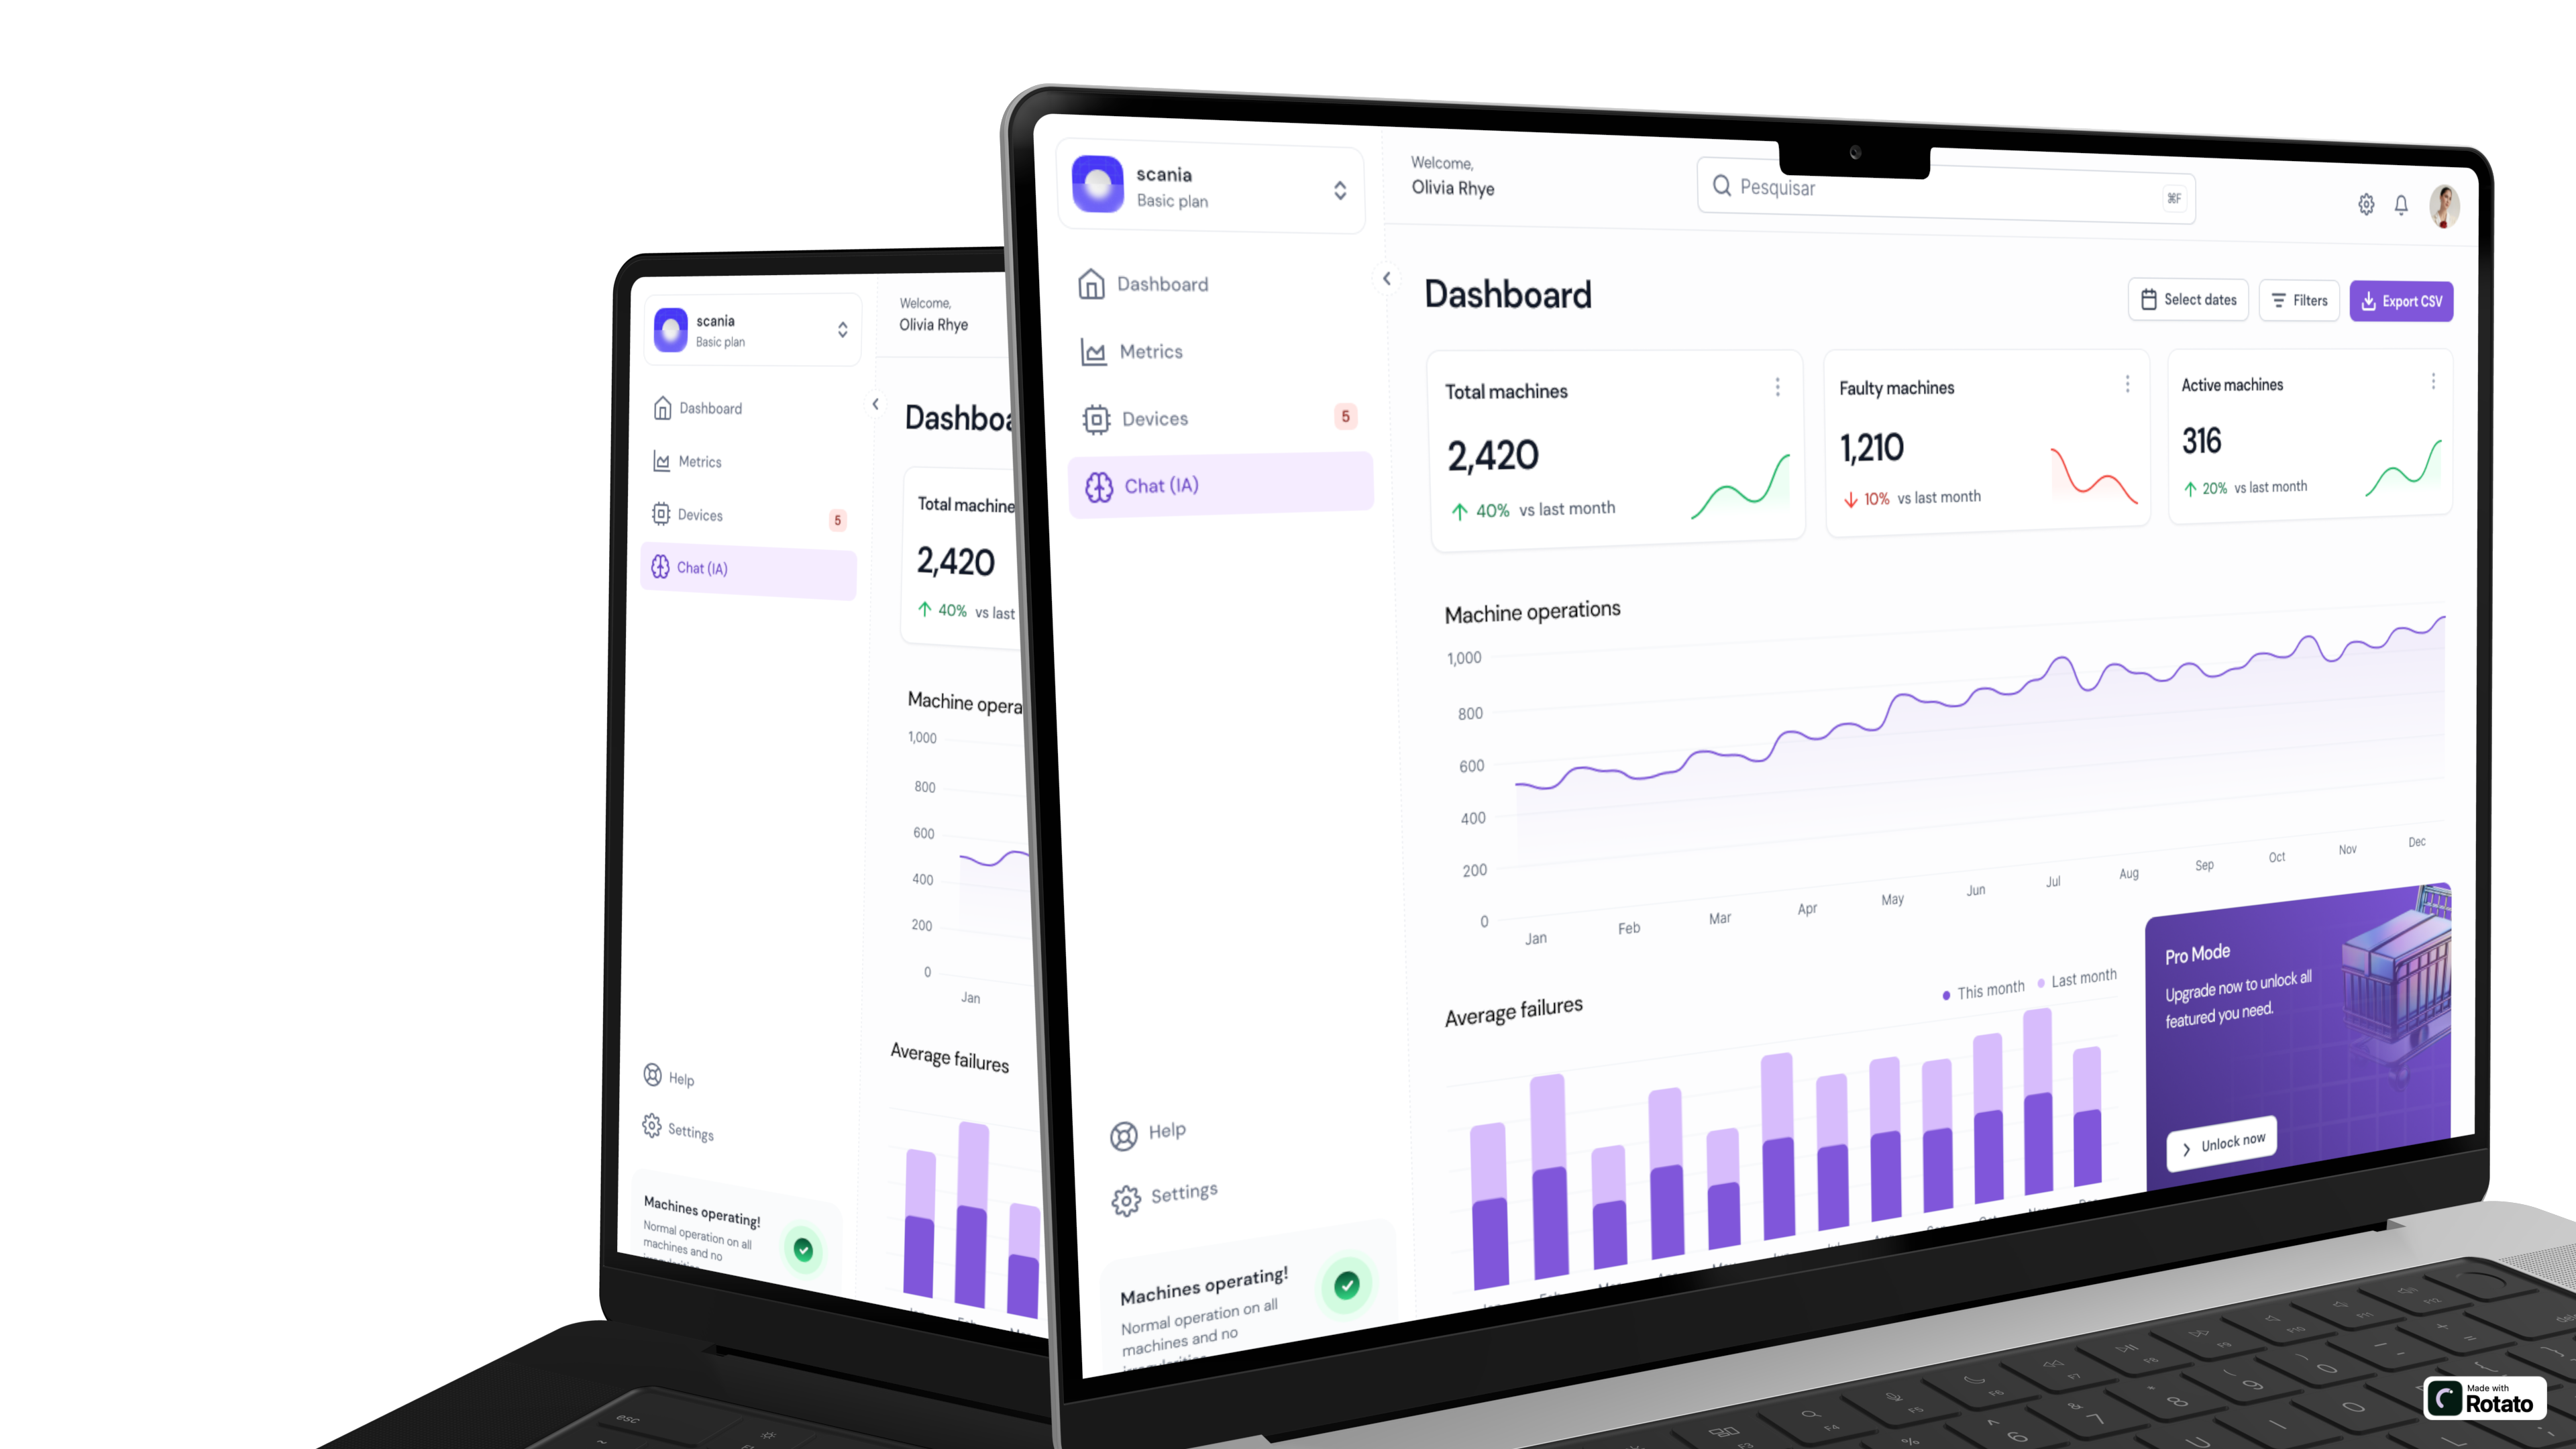 scania
Basic plan
Dashboard
Metrics
Devices
5
Chat (IA)
Help
Settings
Machines operating!
Normal operation on all
machines and no
Welcome,
Olivia Rhye
Total machine
2,420
40% vs last
1,000
800
600
400
200
0
Jan
Average failures
scania
Basic plan
Dashboard
Metrics
Devices
5
Chat (IA)
Help
Settings
Machines operating!
Normal operation on all
machines and no
Welcome,
Olivia Rhye
Pesquisar
⌘F
Dashboard
Select dates
Filters
Export CSV
Total machines
2,420
40% vs last month
Faulty machines
1,210
10% vs last month
Active machines
316
20% vs last month
Machine operations
1,000
800
600
400
200
0
Jan Feb Mar Apr May Jun Jul Aug Sep Oct Nov Dec
Average failures
This month
Last month
Pro Mode
Upgrade now to unlock all
featured you need.
Unlock now
esc
Made with
Rotato